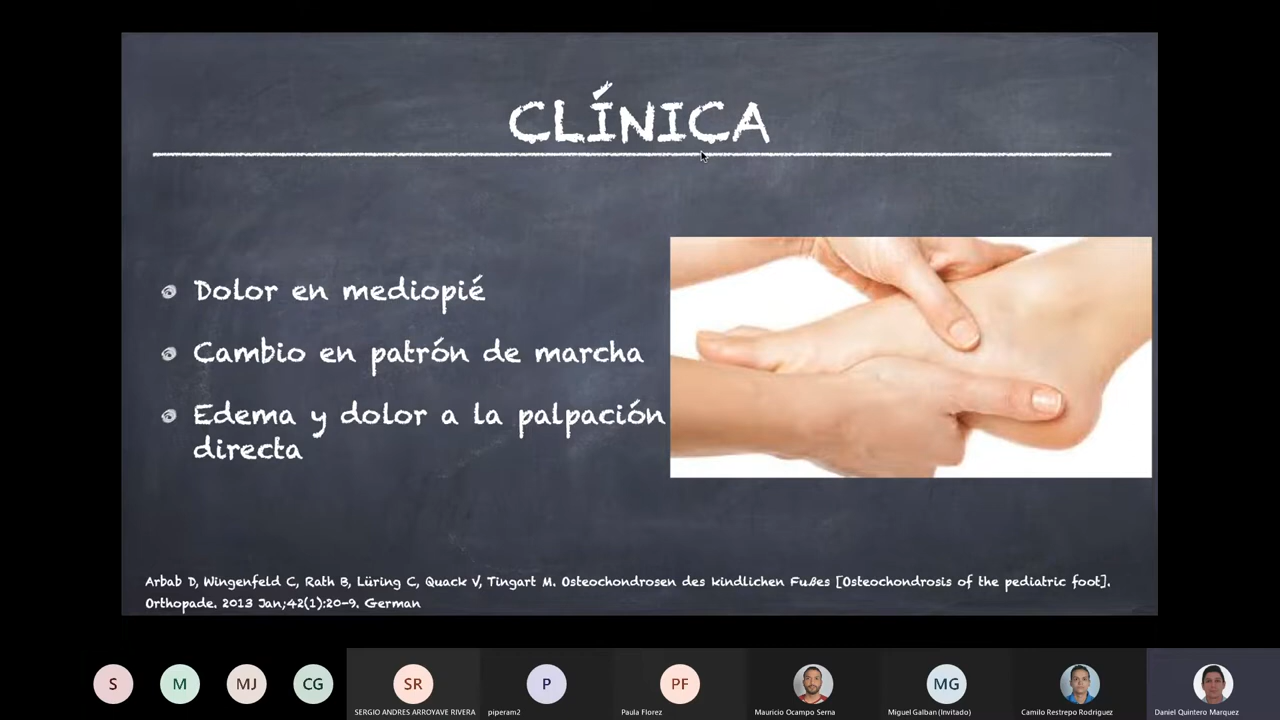 CLÍNICA
Dolor en mediopié
Cambio en patrón de marcha
Edema y dolor a la palpación
directa
Arbab D, Wingenfeld C, Rath B, Lüring C, Quack V, Tingart M. Osteochondrosen des kindlichen Fußes [Osteochondrosis of the pediatric foot].
Orthopade. 2013 Jan;42(1):20-9. German
S
M
MJ
CG
SR
P
PF
MG
SERGIO ANDRES ARROYAVE RIVERA
piperam2
Paula Florez
Mauricio Ocampo Serna
Miguel Galban (Invitado)
Camilo Restrepo Rodriguez
Daniel Quintero Marquez